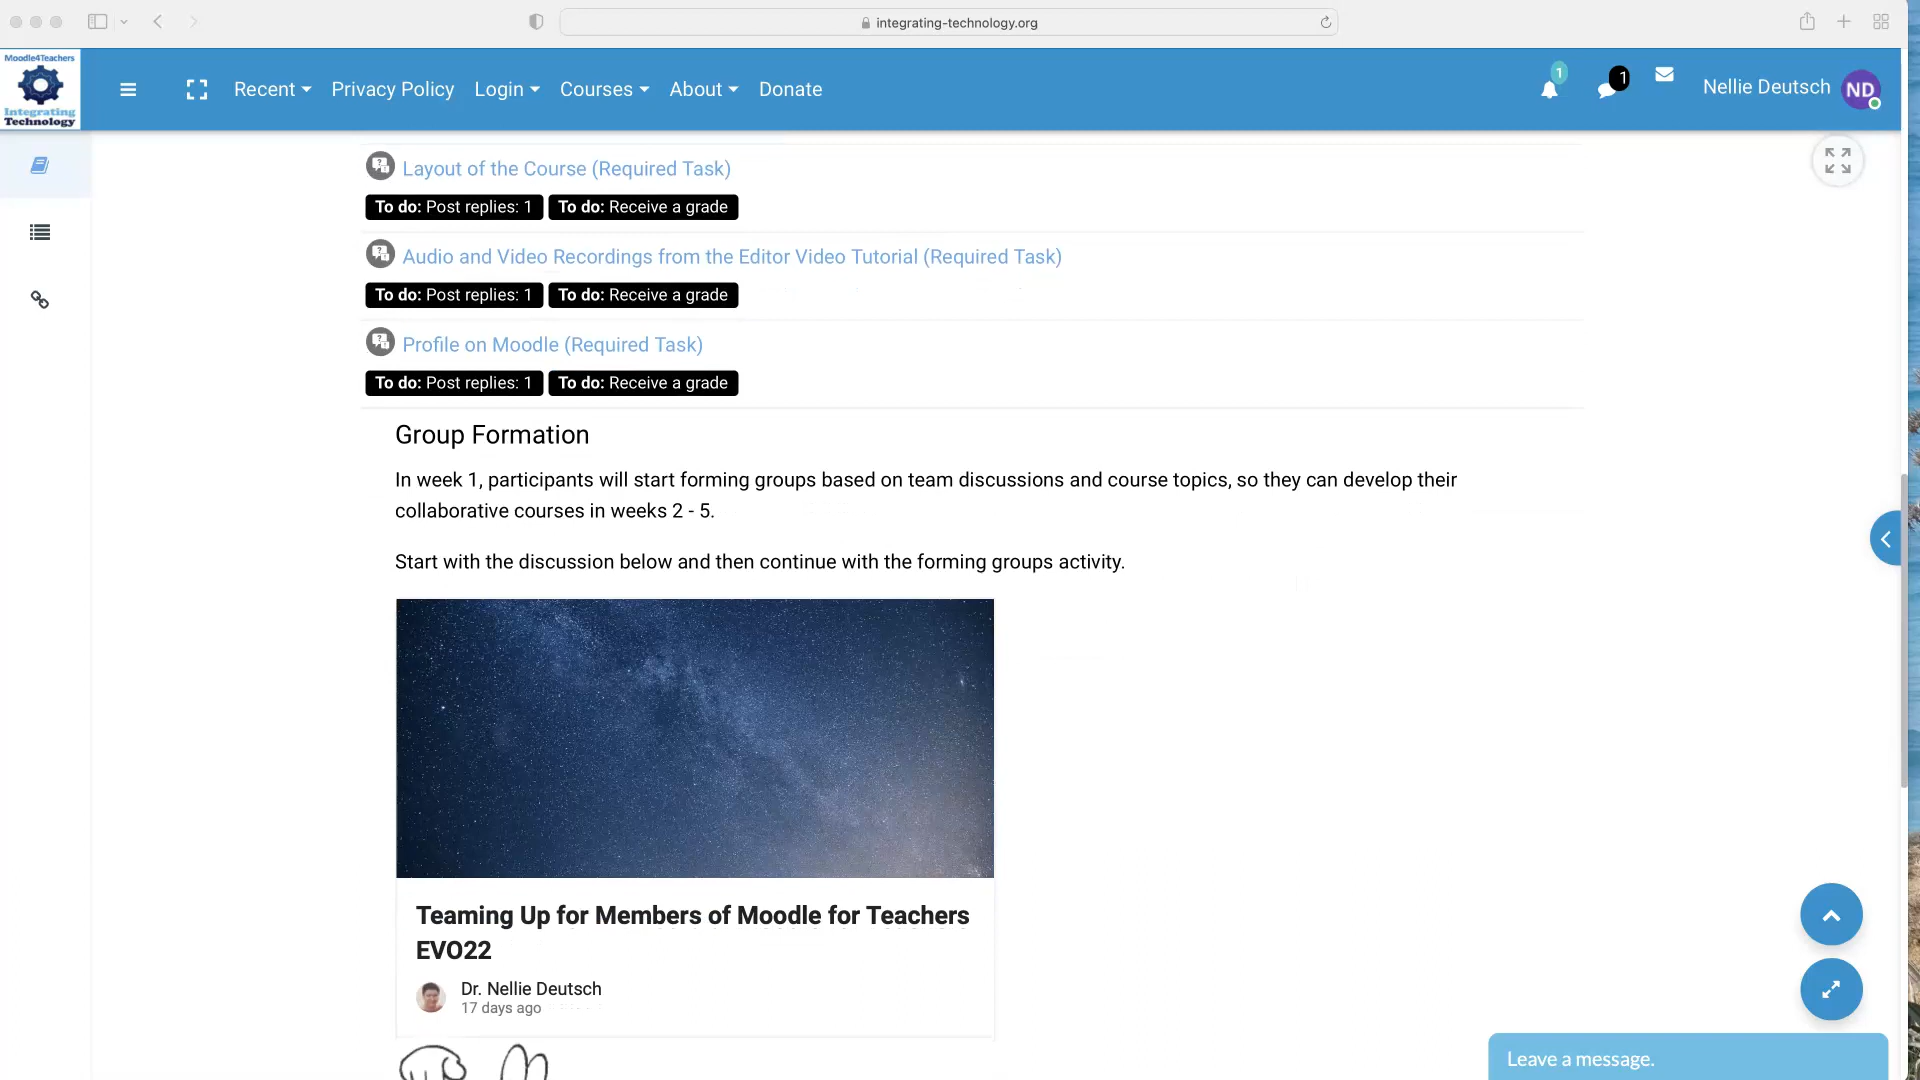 integrating-technology.org
Moodle4Teachers
Integrating
Technology
Recent
Privacy Policy
Login
Courses
About
Donate
1
1
Nellie Deutsch
ND
Layout of the Course (Required Task)
To do: Post replies: 1
To do: Receive a grade
Audio and Video Recordings from the Editor Video Tutorial (Required Task)
To do: Post replies: 1
To do: Receive a grade
Profile on Moodle (Required Task)
To do: Post replies: 1
To do: Receive a grade
Group Formation
In week 1, participants will start forming groups based on team discussions and course topics, so they can develop their
collaborative courses in weeks 2 - 5.
Start with the discussion below and then continue with the forming groups activity.
Teaming Up for Members of Moodle for Teachers
EVO22
Dr. Nellie Deutsch
17 days ago
Leave a message.